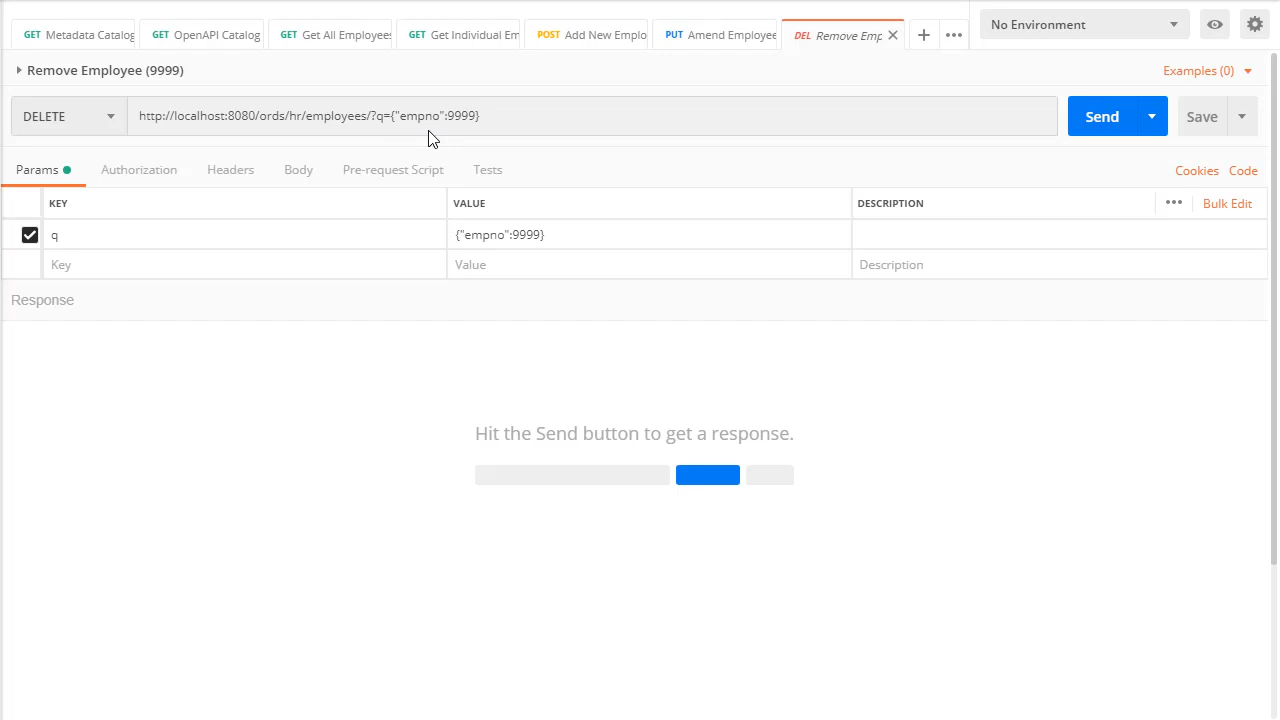 GET Metadata Catalog
GET OpenAPI Catalog
GET Get All Employees
GET Get Individual Em
POST Add New Emplo
PUT Amend Employee
DEL Remove Emp
No Environment
Remove Employee (9999)
Examples (0)
DELETE
http://localhost:8080/ords/hr/employees/?q={"empno":9999}
Send
Save
Params
Authorization
Headers
Body
Pre-request Script
Tests
Cookies
Code
KEY
VALUE
DESCRIPTION
Bulk Edit
q
{"empno":9999}
Key
Value
Description
Response
Hit the Send button to get a response.